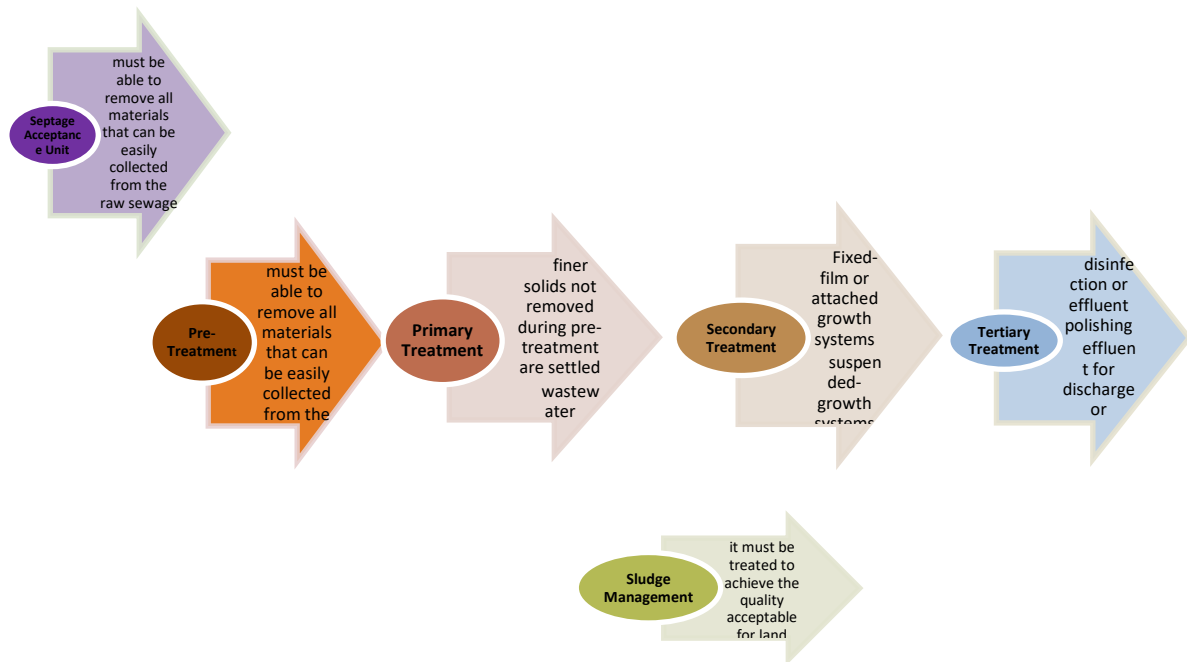 Septage
Acceptanc
e Unit
must be
able to
remove all
materials
that can be
easily
collected
from the
raw sewage
Pre-
Treatment
must be
able to
remove all
materials
that can
be easily
collected
from the
Primary
Treatment
finer
solids not
removed
during pre-
treatment
are settled
wastew
ater
Secondary
Treatment
Fixed-
film or
attached
growth
systems
suspen
ded-
growth
systems
Tertiary
Treatment
disinfe
ction or
effluent
polishing
effluen
t for
discharge
or
Sludge
Management
it must be
treated to
achieve the
quality
acceptable
for land